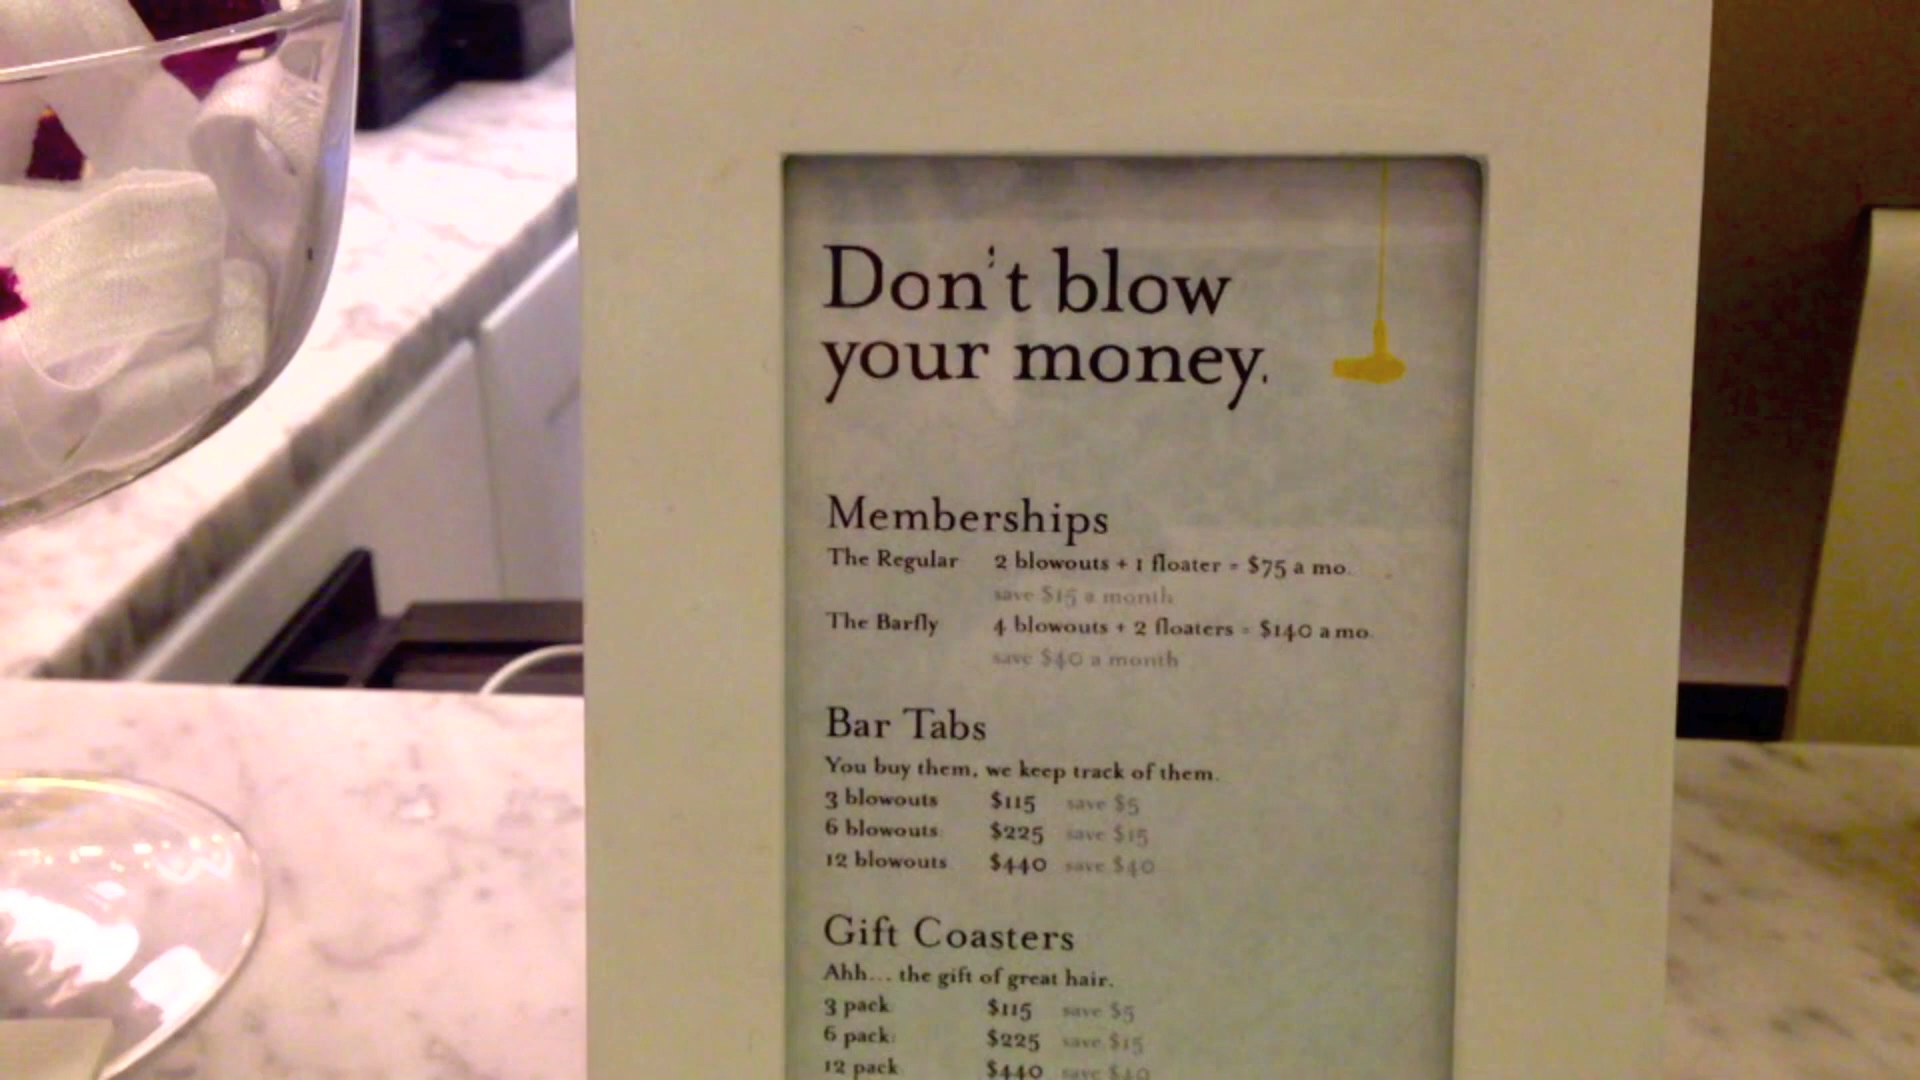 Don't blow
your money.
Memberships
The Regular 2 blowouts + 1 floater = $75 a mo.
save $15 a month
The Barfly 4 blowouts + 2 floaters = $140 a mo.
save $40 a month
Bar Tabs
You buy them, we keep track of them.
3 blowouts $115 save $5
6 blowouts $225 save $15
12 blowouts $440 save $40
Gift Coasters
Ahh... the gift of great hair.
3 pack $115 save $5
6 pack $225 save $15
12 pack $440 save $40